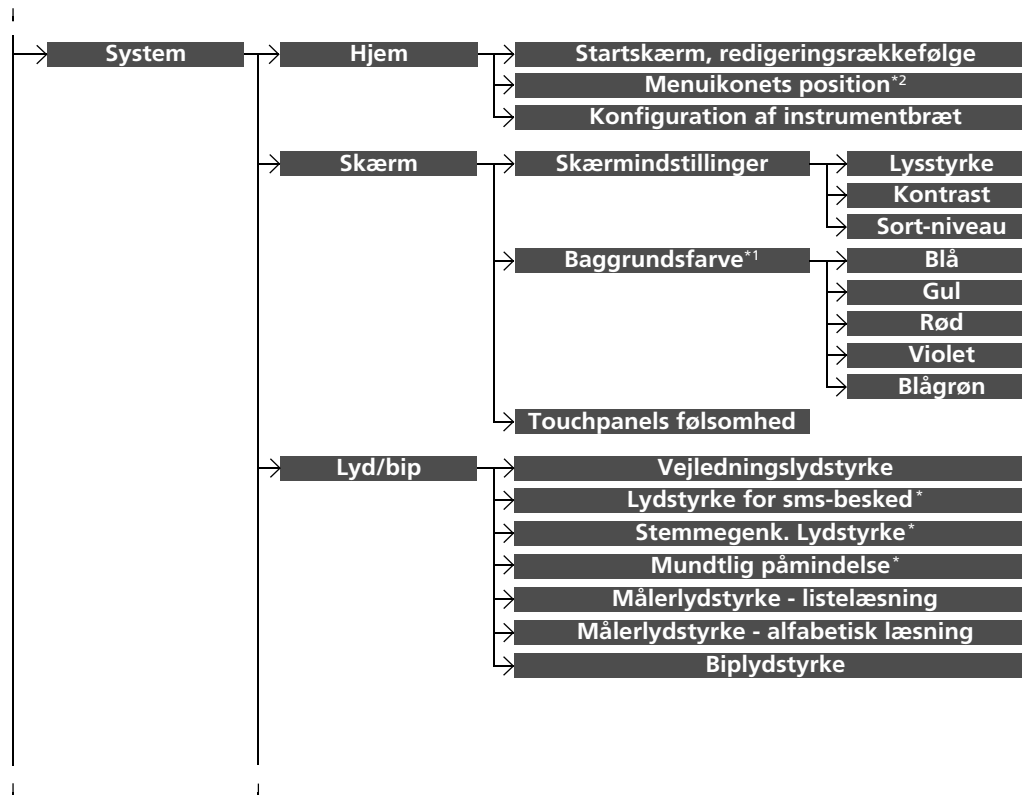 System
Hjem
Startskærm, redigeringsrækkefølge
Menuikonets position*2
Konfiguration af instrumentbræt
Skærm
Skærmindstillinger
Lysstyrke
Kontrast
Sort-niveau
Baggrundsfarve*1
Blå
Gul
Rød
Violet
Blågrøn
Touchpanels følsomhed
Lyd/bip
Vejledningslydstyrke
Lydstyrke for sms-besked*
Stemmegenk. Lydstyrke*
Mundtlig påmindelse*
Målerlydstyrke - listelæsning
Målerlydstyrke - alfabetisk læsning
Biplydstyrke